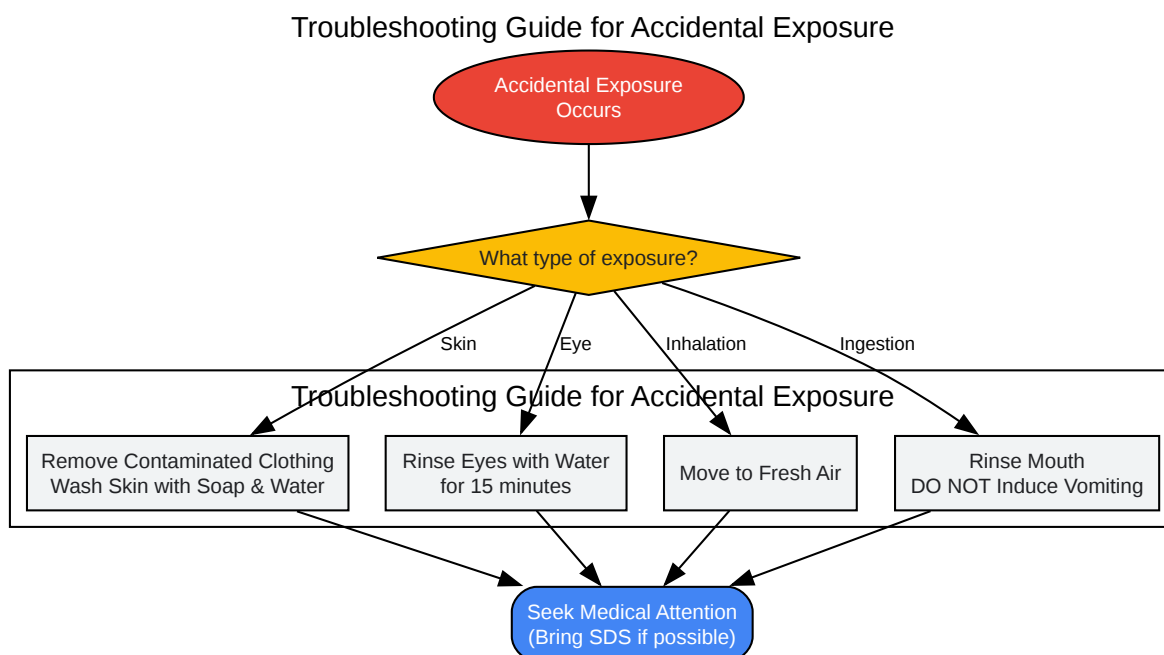 Troubleshooting Guide for Accidental Exposure
Accidental Exposure
Occurs
What type of exposure?
Skin
Eye
Inhalation
Ingestion
Troubleshooting Guide for Accidental Exposure
Remove Contaminated Clothing
Wash Skin with Soap & Water
Rinse Eyes with Water
for 15 minutes
Move to Fresh Air
Rinse Mouth
DO NOT Induce Vomiting
Seek Medical Attention
(Bring SDS if possible)